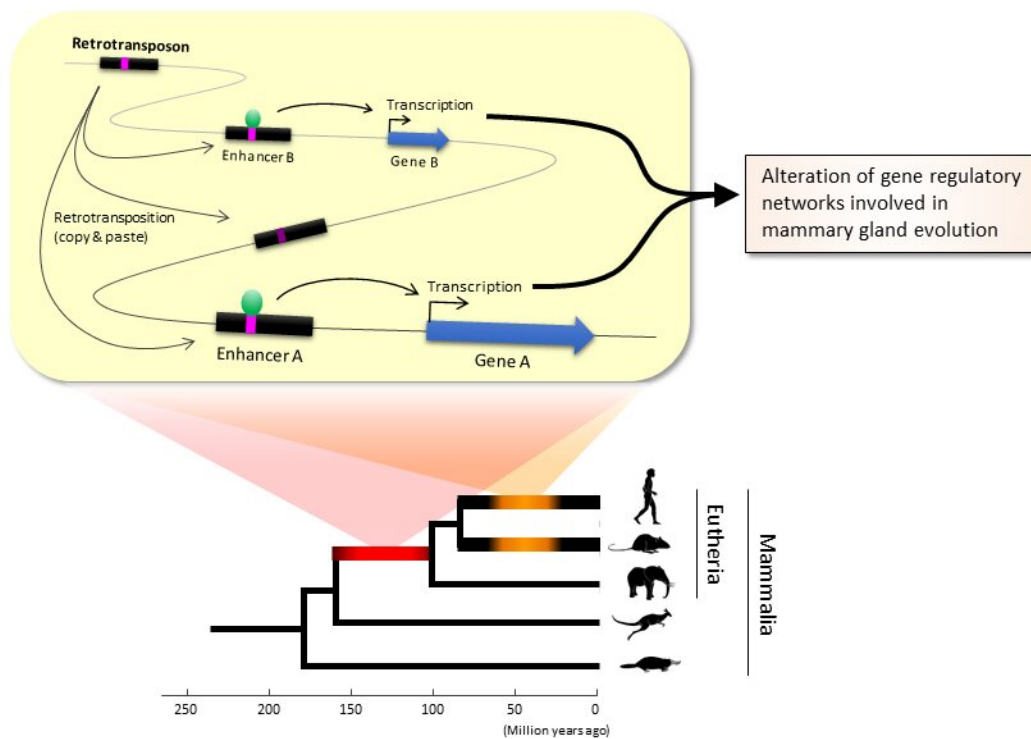 Retrotransposon
Transcription
Enhancer B
Gene B
Retrotransposition
(copy & paste)
Transcription
Enhancer A
Gene A
Alteration of gene regulatory
networks involved in
mammary gland evolution
Eutheria
Mammalia
250
200
150
100
50
0
(Million years ago)